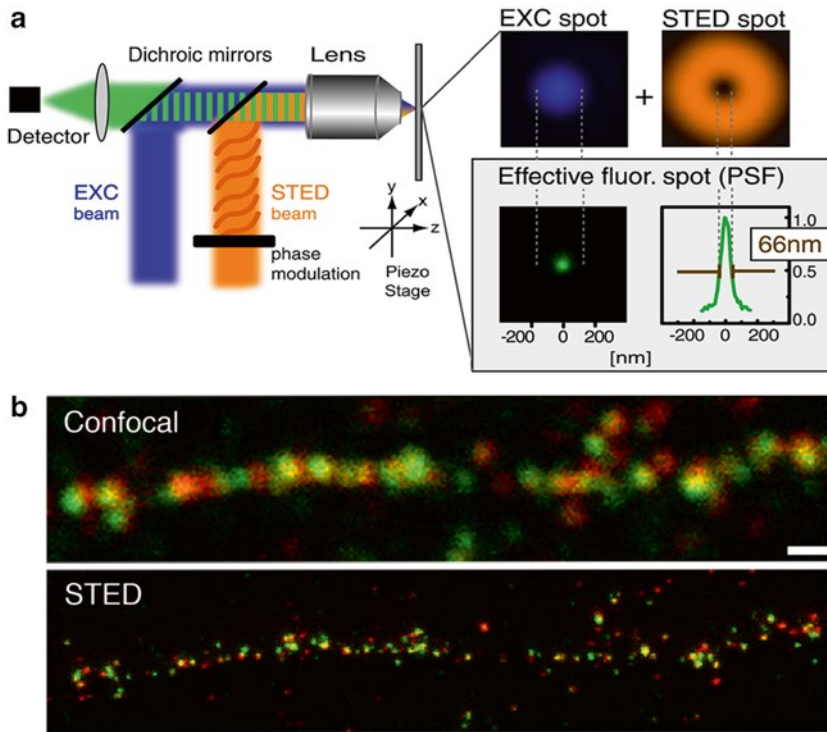 a
EXC spot
STED spot
Dichroic mirrors
Lens
+
Detector
EXC
beam
STED
beam
phase
modulation
y
x
z
Piezo
Stage
Effective fluor. spot (PSF)
1.0
66nm
0.5
0.0
-200 0 200
-200 0 200
[nm]
b
Confocal
STED